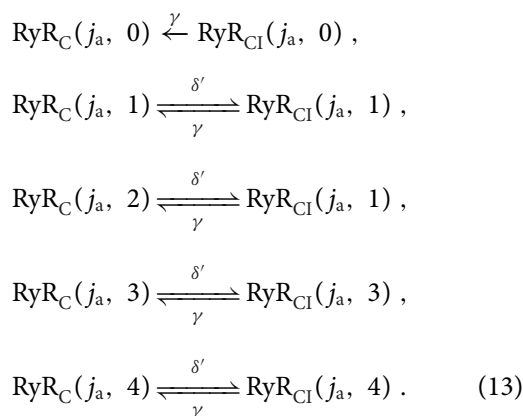 RyR_C(j_a, 0) ←^γ RyR_CI(j_a, 0) ,
RyR_C(j_a, 1) ⇌^δ′_γ RyR_CI(j_a, 1) ,
RyR_C(j_a, 2) ⇌^δ′_γ RyR_CI(j_a, 1) ,
RyR_C(j_a, 3) ⇌^δ′_γ RyR_CI(j_a, 3) ,
RyR_C(j_a, 4) ⇌^δ′_γ RyR_CI(j_a, 4) . (13)